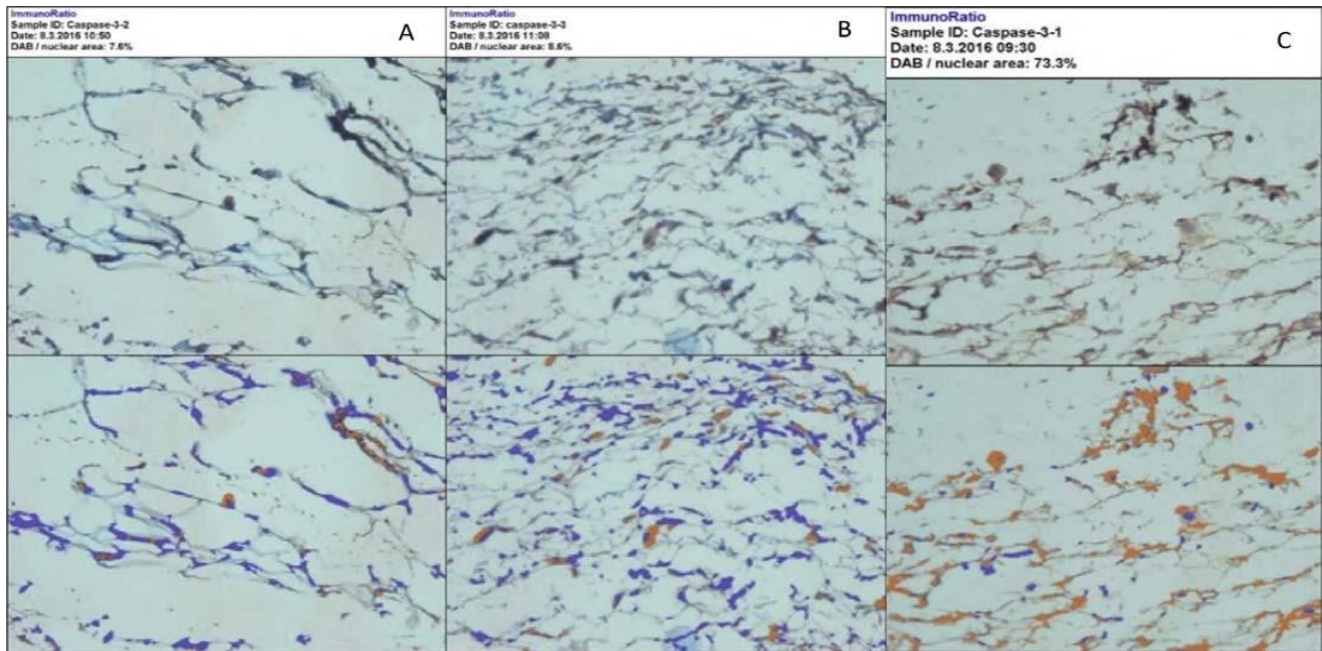 ImmunoRatio
Sample ID: Caspase-3-2
Date: 8.3.2016 10:50
DAB / nuclear area: 7.6%
A
ImmunoRatio
Sample ID: caspase-3-3
Date: 8.3.2016 11:08
DAB / nuclear area: 8.6%
B
ImmunoRatio
Sample ID: Caspase-3-1
Date: 8.3.2016 09:30
DAB / nuclear area: 73.3%
C